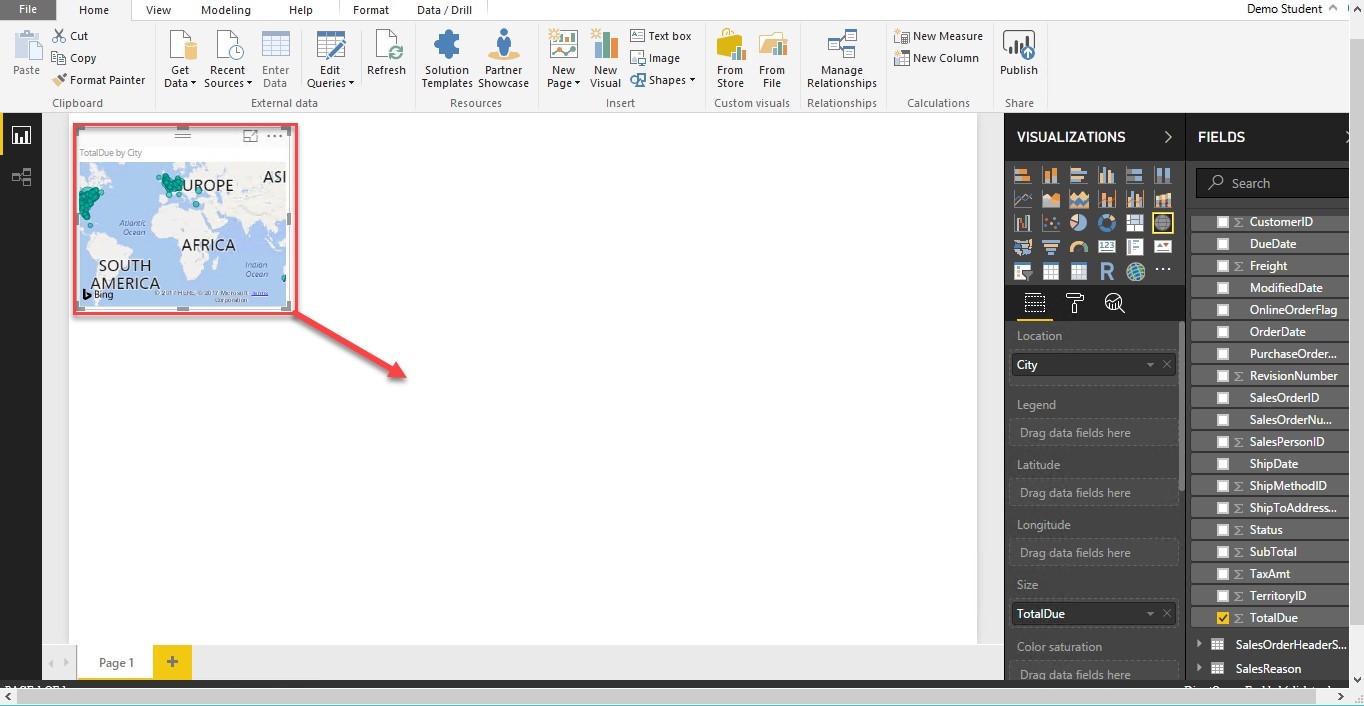 File
Home
View
Modeling
Help
Format
Data / Drill
Demo Student
Paste
Cut
Copy
Format Painter
Clipboard
Get Data
Recent Sources
Enter Data
Edit Queries
Refresh
External data
Solution Templates
Partner Showcase
Resources
New Page
New Visual
Text box
Image
Shapes
Insert
From Store
From File
Custom visuals
Manage Relationships
Relationships
New Measure
New Column
Calculations
Publish
Share
TotalDue by City
UROPE
ASI
Atlantic
Ocean
AFRICA
SOUTH
AMERICA
Indian
Ocean
Bing
© 2017 HERE, © 2017 Microsoft Terms
Corporation
Page 1
VISUALIZATIONS
123
R
Location
City
Legend
Drag data fields here
Latitude
Drag data fields here
Longitude
Drag data fields here
Size
TotalDue
Color saturation
Drag data fields here
FIELDS
Search
Σ CustomerID
DueDate
Σ Freight
ModifiedDate
OnlineOrderFlag
OrderDate
PurchaseOrder...
Σ RevisionNumber
SalesOrderID
SalesOrderNu...
Σ SalesPersonID
ShipDate
Σ ShipMethodID
Σ ShipToAddress...
Σ Status
Σ SubTotal
Σ TaxAmt
Σ TerritoryID
Σ TotalDue
SalesOrderHeaderS...
SalesReason